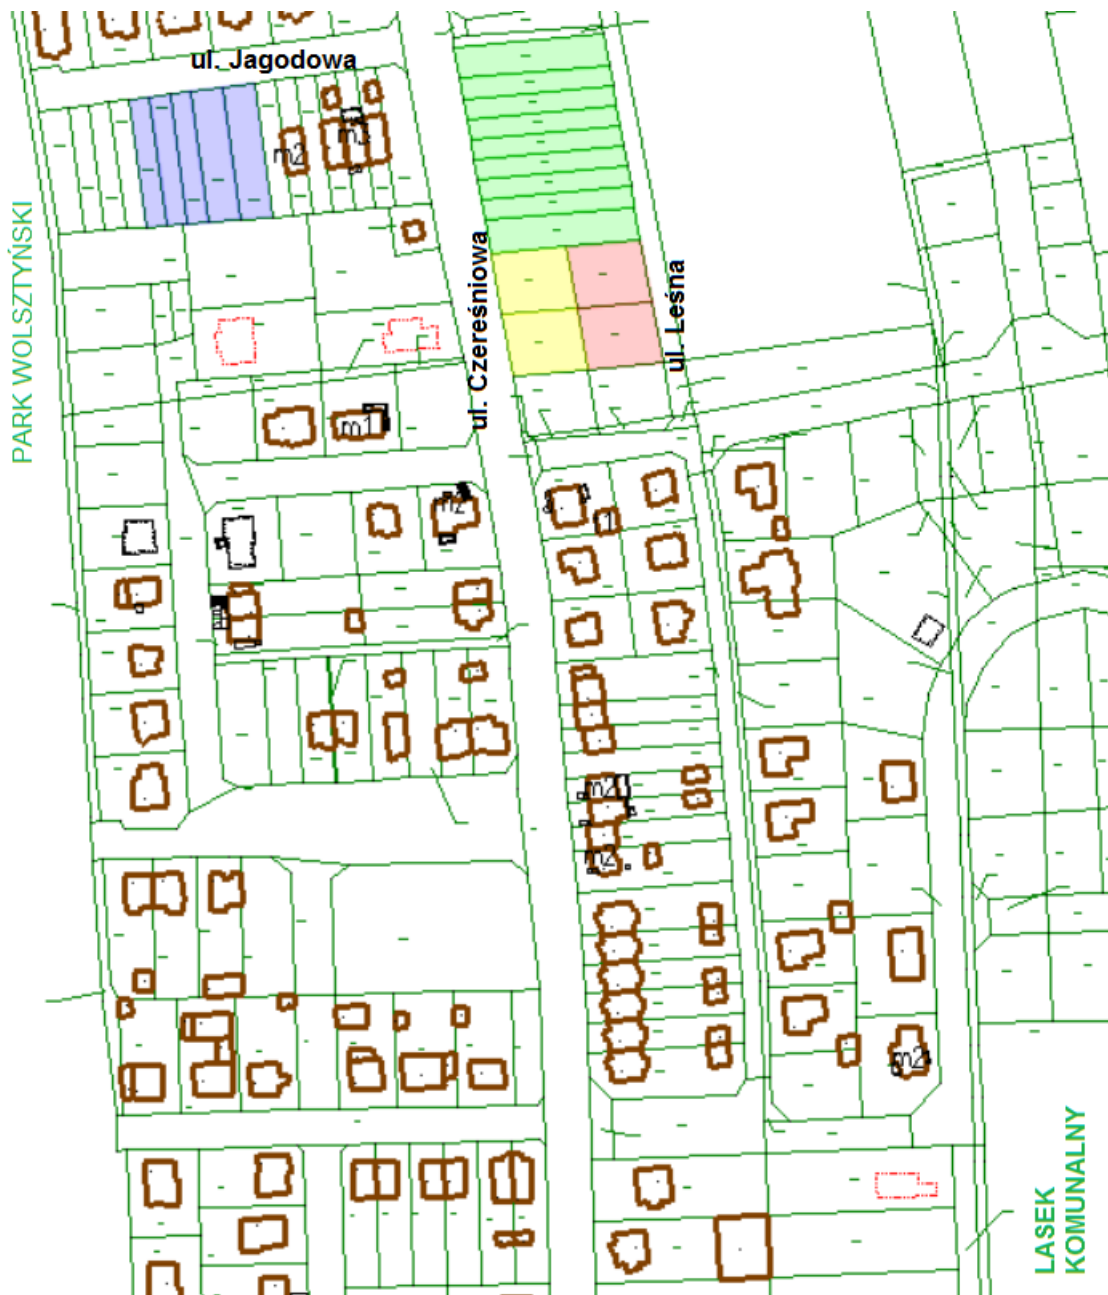 ul. Jagodowa
m2
m3
PARK WOLSZTYŃSKI
ul. Czereśniowa
ul. Leśna
m1
m2
m2
m2
m2
LASEK
KOMUNALNY